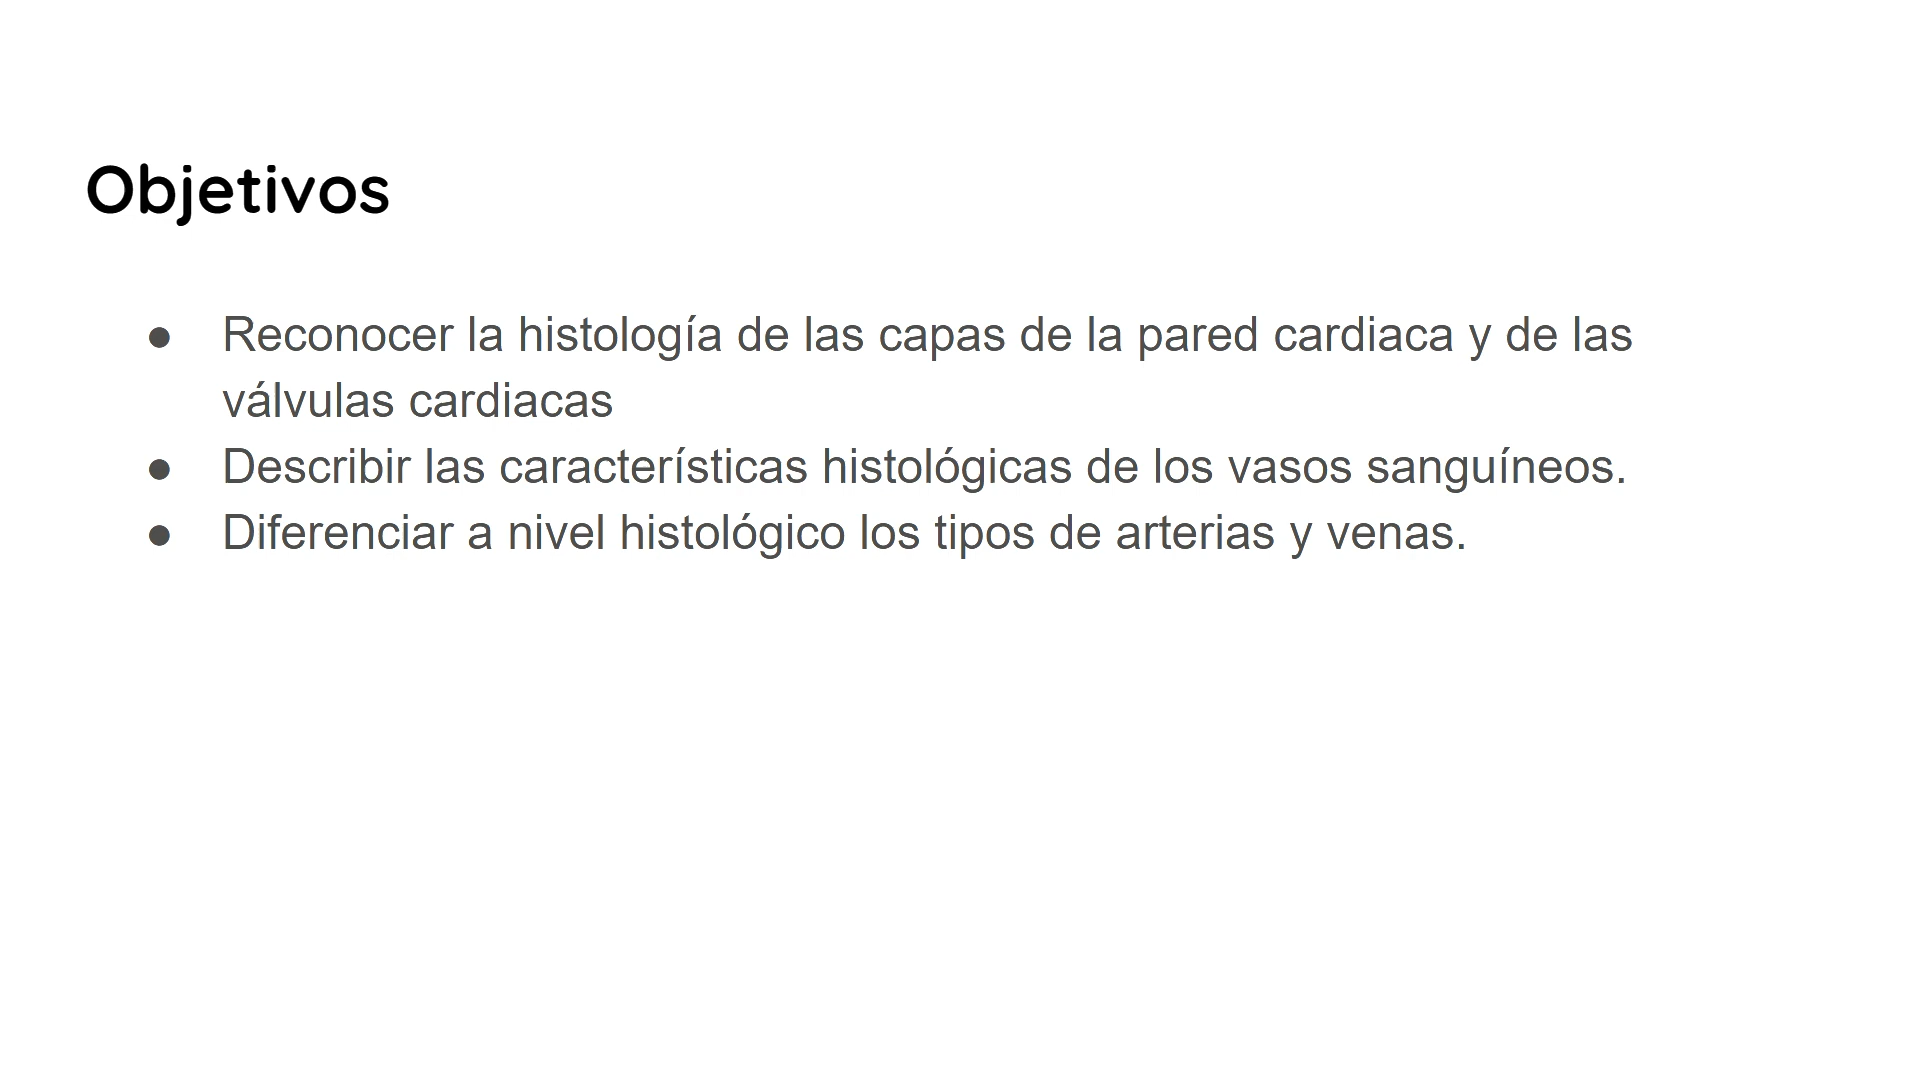 Objetivos
● Reconocer la histología de las capas de la pared cardiaca y de las
válvulas cardiacas
● Describir las características histológicas de los vasos sanguíneos.
● Diferenciar a nivel histológico los tipos de arterias y venas.